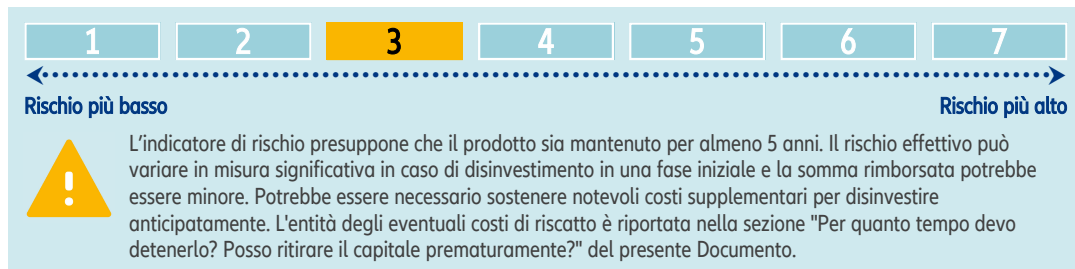 1 2 3 4 5 6 7
Rischio più basso Rischio più alto
L'indicatore di rischio presuppone che il prodotto sia mantenuto per almeno 5 anni. Il rischio effettivo può
variare in misura significativa in caso di disinvestimento in una fase iniziale e la somma rimborsata potrebbe
essere minore. Potrebbe essere necessario sostenere notevoli costi supplementari per disinvestire
anticipatamente. L'entità degli eventuali costi di riscatto è riportata nella sezione "Per quanto tempo devo
detenerlo? Posso ritirare il capitale prematuramente?" del presente Documento.